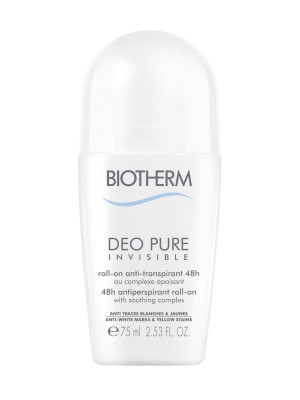 BIOTHERM
DEO PURE
INVISIBLE
roll-on anti-transpirant 48h
au complexe apaisant
48h antiperspirant roll-on
with soothing complex
ANTI TRACES BLANCHES & JAUNES
ANTI-WHITE MARKS & YELLOW STAINS
℮ 75 ml 2.53 FL. OZ.